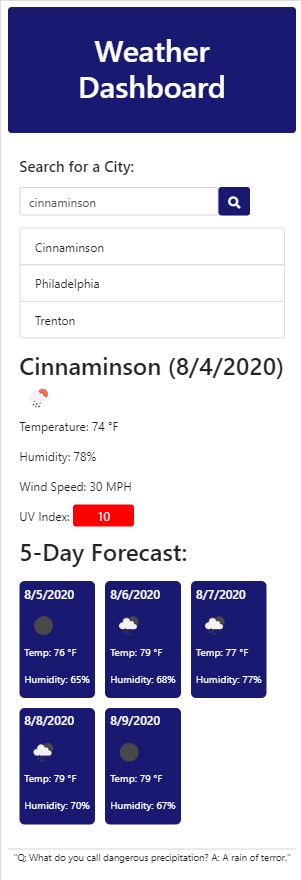 Weather
Dashboard
Search for a City:
cinnaminson
Cinnaminson
Philadelphia
Trenton
Cinnaminson (8/4/2020)
Temperature: 74 °F
Humidity: 78%
Wind Speed: 30 MPH
UV Index: 10
5-Day Forecast:
8/5/2020
Temp: 76 °F
Humidity: 65%
8/6/2020
Temp: 79 °F
Humidity: 68%
8/7/2020
Temp: 77 °F
Humidity: 77%
8/8/2020
Temp: 79 °F
Humidity: 70%
8/9/2020
Temp: 79 °F
Humidity: 67%
"Q: What do you call dangerous precipitation? A: A rain of terror."